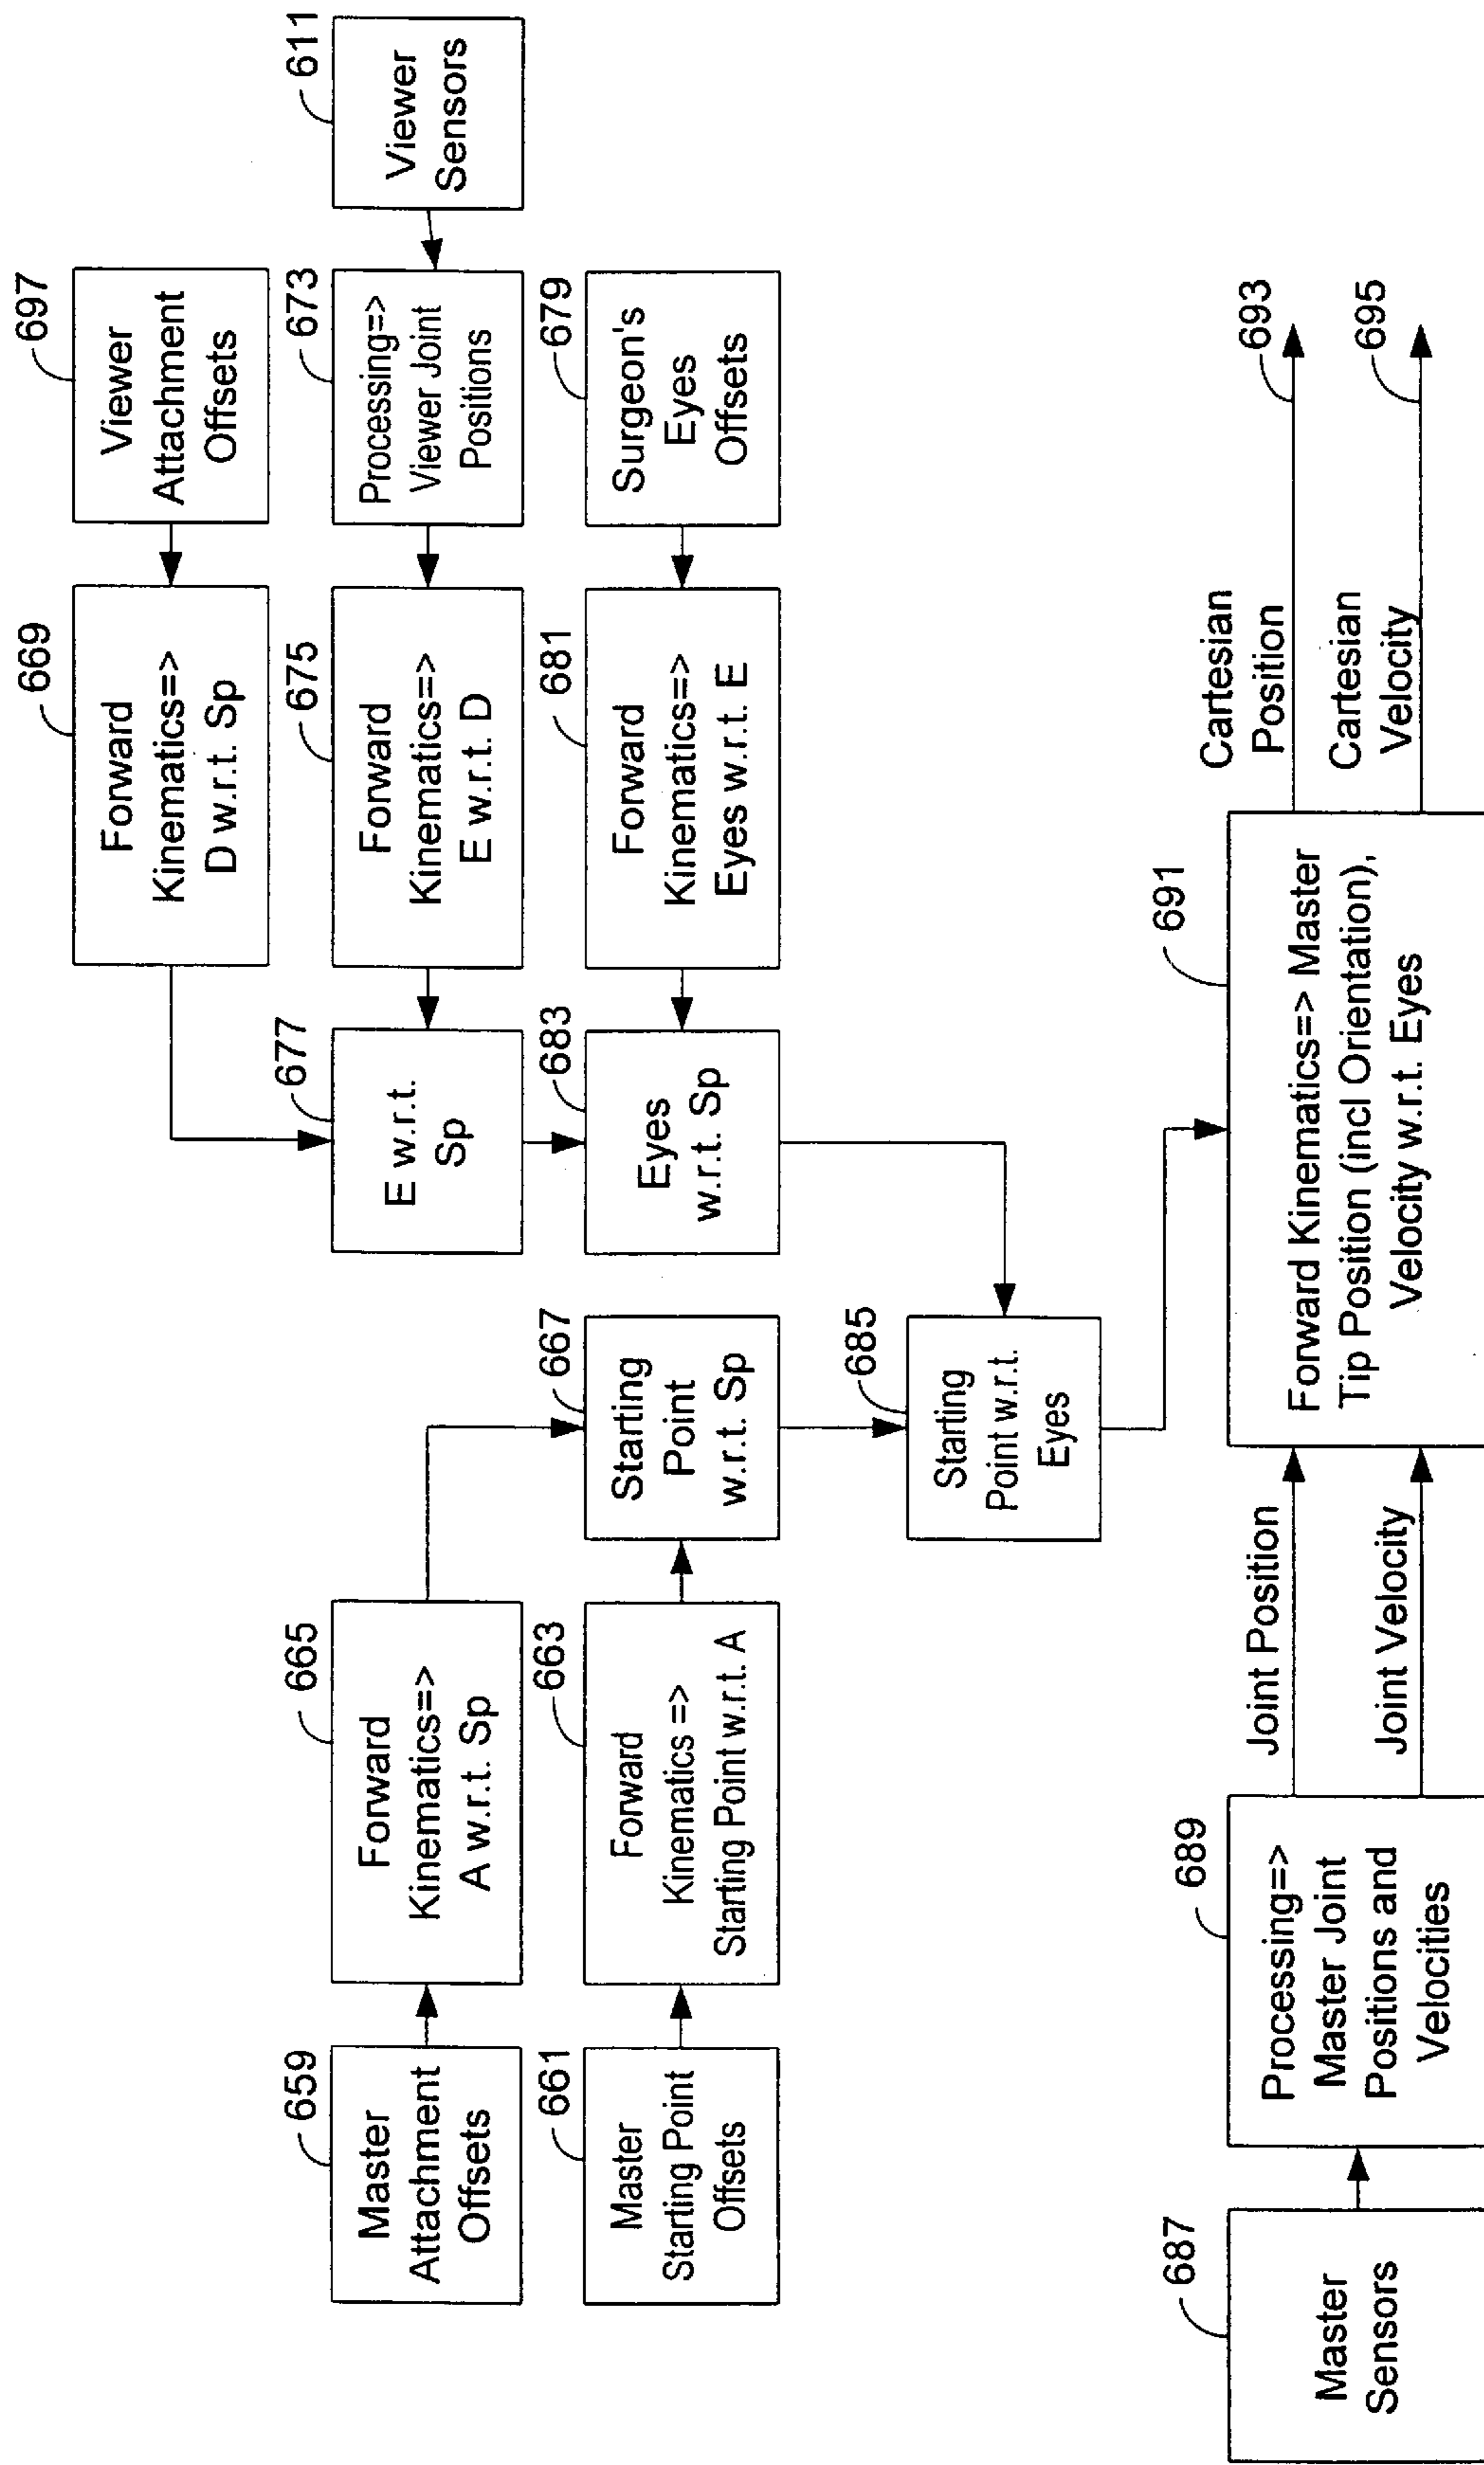 697
Viewer
Attachment
Offsets
669
Forward
Kinematics=>
D w.r.t. Sp
611
Viewer
Sensors
673
Processing=>
Viewer Joint
Positions
675
Forward
Kinematics=>
E w.r.t. D
677
E w.r.t.
Sp
665
Forward
Kinematics=>
A w.r.t. Sp
659
Master
Attachment
Offsets
679
Surgeon's
Eyes
Offsets
681
Forward
Kinematics=>
Eyes w.r.t. E
683
Eyes
w.r.t. Sp
667
Starting
Point
w.r.t. Sp
663
Forward
Kinematics =>
Starting Point w.r.t. A
661
Master
Starting Point
Offsets
685
Starting
Point w.r.t.
Eyes
687
Master
Sensors
689
Processing=>
Master Joint
Positions and
Velocities
Joint Position
Joint Velocity
691
Forward Kinematics=> Master
Tip Position (incl Orientation),
Velocity w.r.t. Eyes
Cartesian
Position
693
Cartesian
Velocity
695